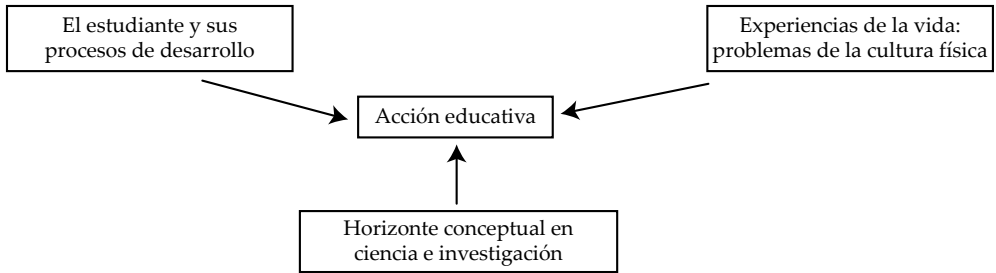 El estudiante y sus
procesos de desarrollo
Experiencias de la vida:
problemas de la cultura física
Acción educativa
Horizonte conceptual en
ciencia e investigación